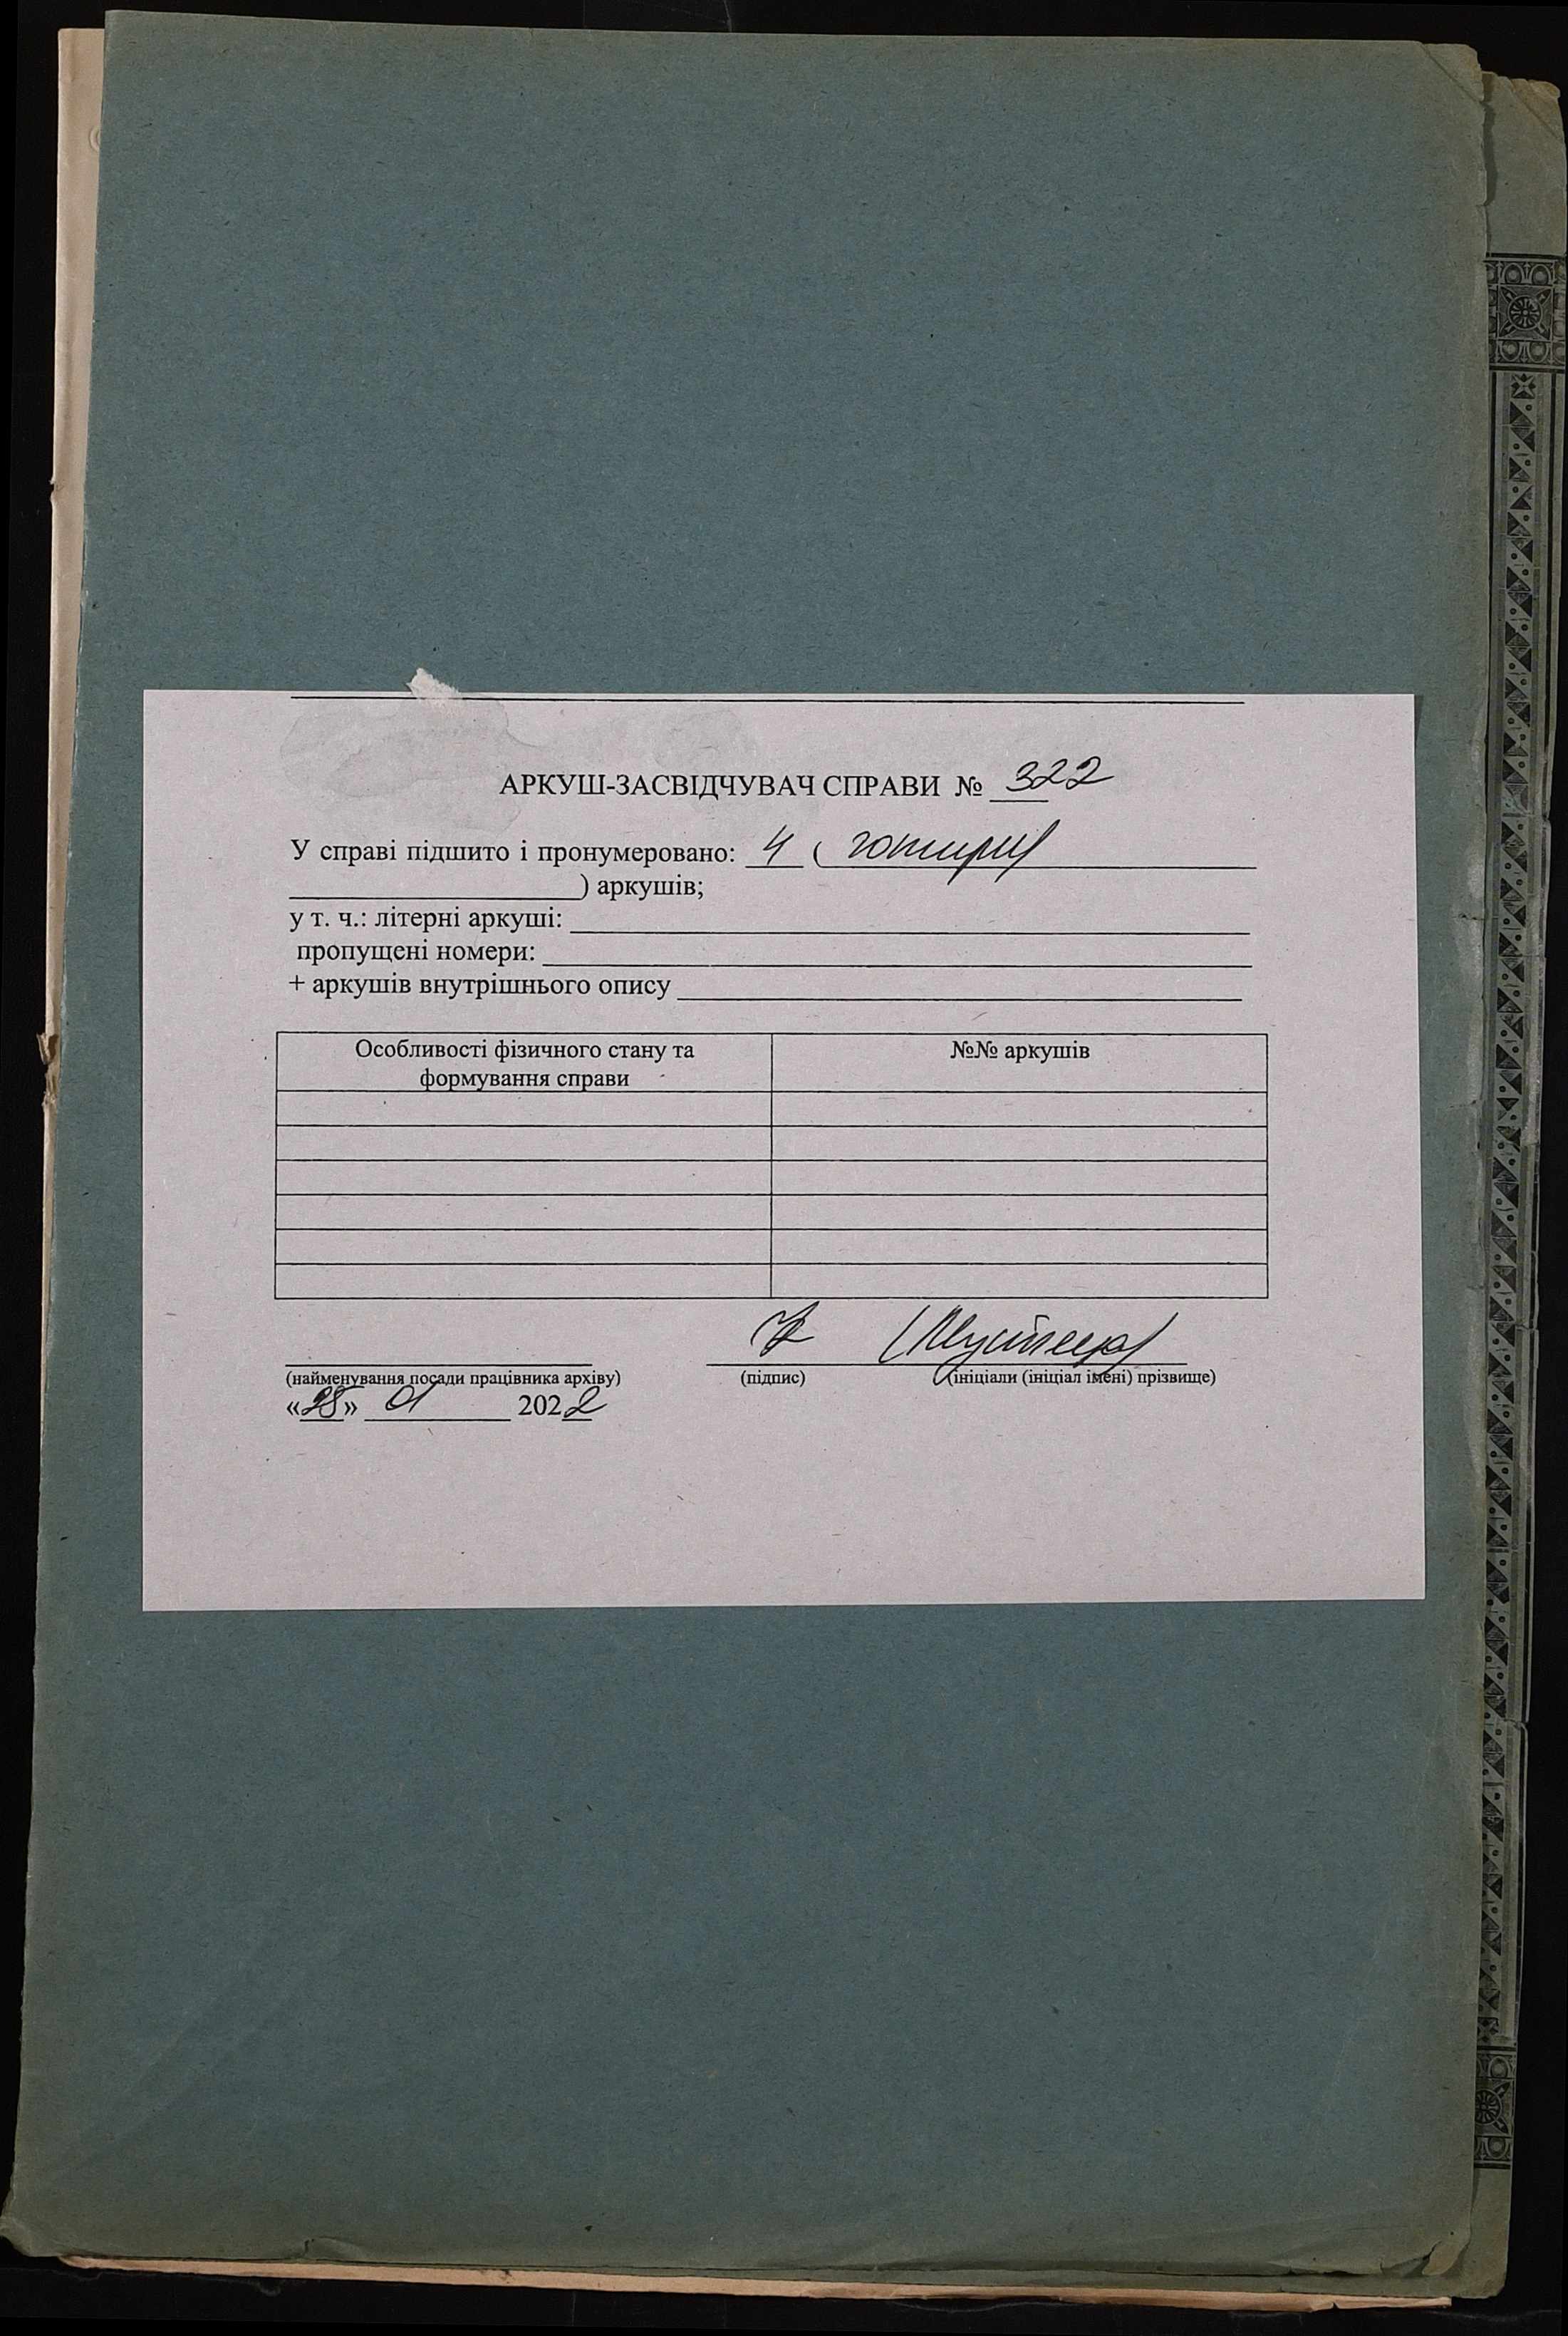 АРКУШ-ЗАСВІДЧУВАЧ СПРАВИ № 322
У справі підшито і пронумеровано: 4 ( чотири
) аркушів;
у т. ч.: літерні аркуші:
пропущені номери:
+ аркушів внутрішнього опису
Особливості фізичного стану та формування справи №№ аркушів
(найменування посади працівника архіву) (підпис) (ініціали (ініціал імені) прізвище)
«28» 01 2022